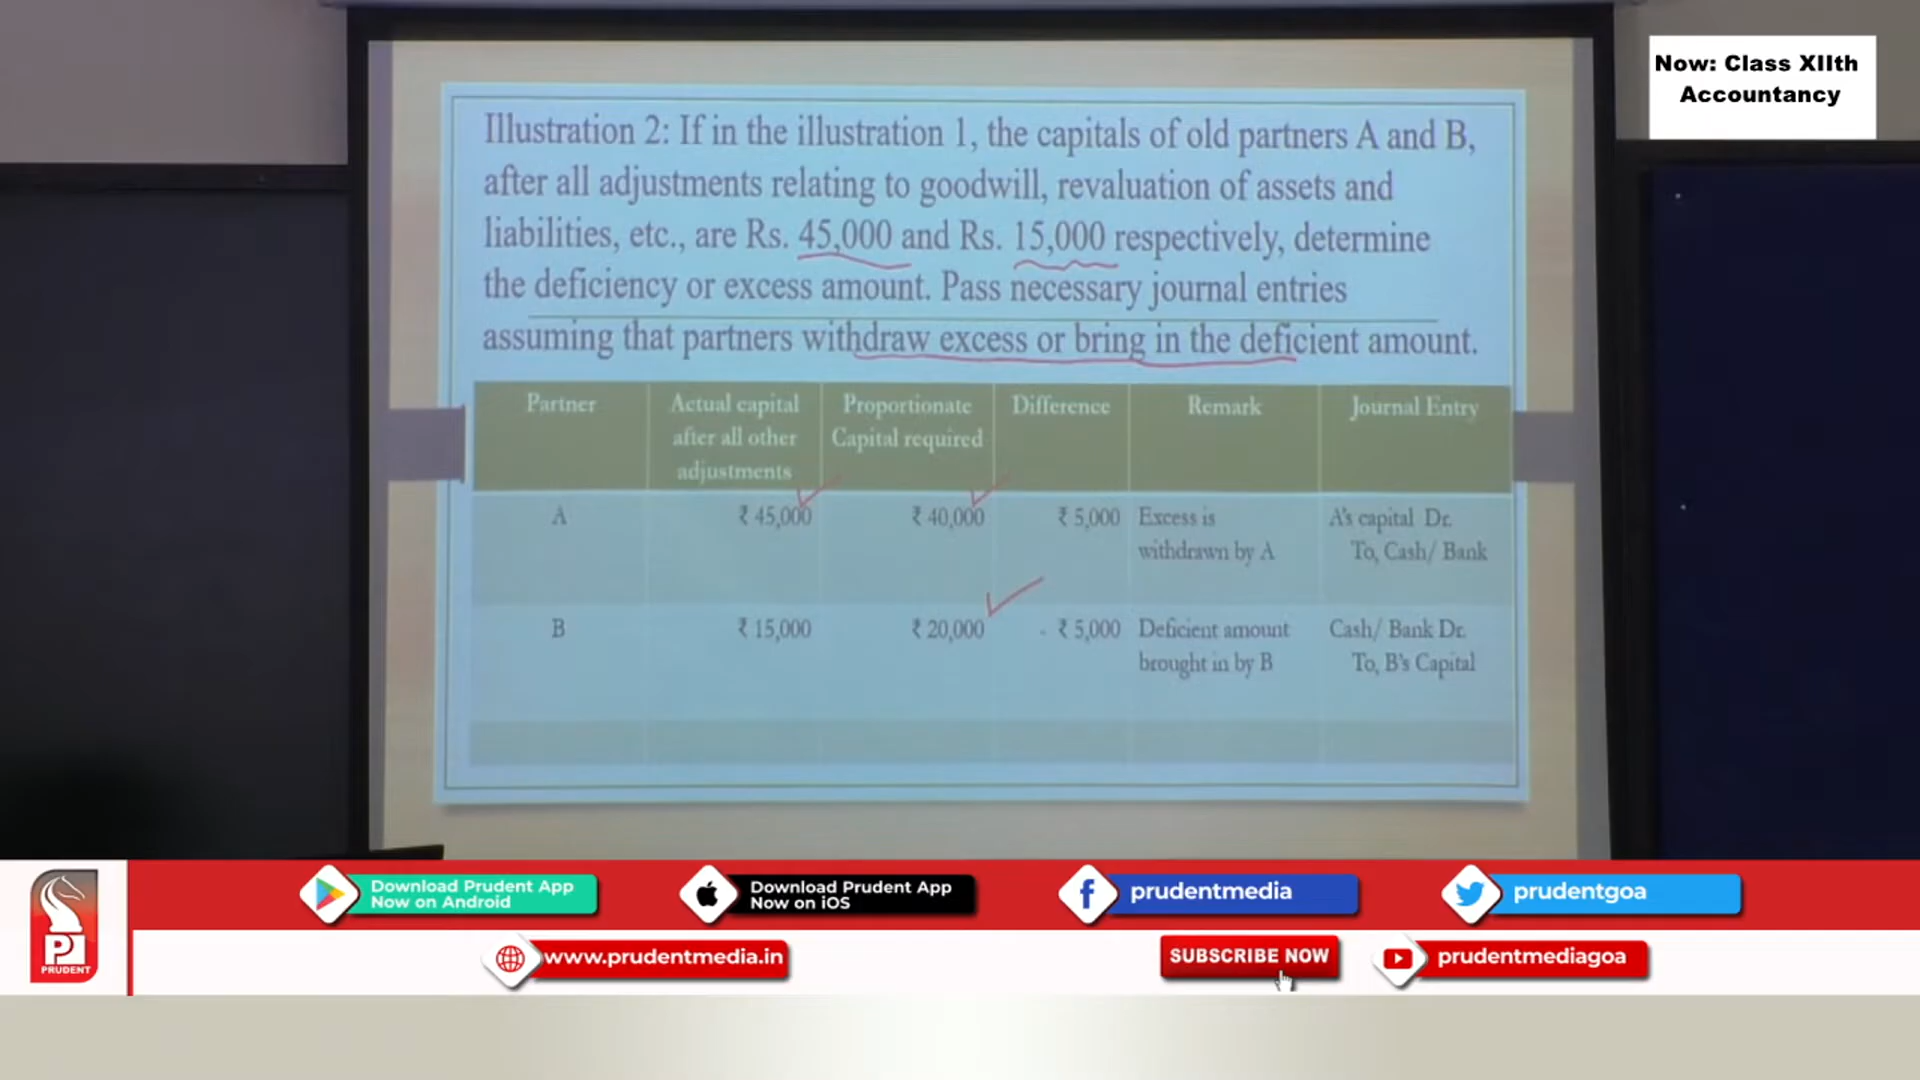 Now: Class XIIth
Accountancy
Illustration 2: If in the illustration 1, the capitals of old partners A and B,
after all adjustments relating to goodwill, revaluation of assets and
liabilities, etc., are Rs. 45,000 and Rs. 15,000 respectively, determine
the deficiency or excess amount. Pass necessary journal entries
assuming that partners withdraw excess or bring in the deficient amount.
Partner
Actual capital
after all other
adjustments
Proportionate
Capital required
Difference
Remark
Journal Entry
A
₹ 45,000
₹ 40,000
₹ 5,000
Excess is
withdrawn by A
A's capital Dr.
To, Cash/ Bank
B
₹ 15,000
₹ 20,000
- ₹ 5,000
Deficient amount
brought in by B
Cash/ Bank Dr.
To, B's Capital
PRUDENT
Download Prudent App
Now on Android
Download Prudent App
Now on iOS
prudentmedia
prudentgoa
www.prudentmedia.in
SUBSCRIBE NOW
prudentmediagoa